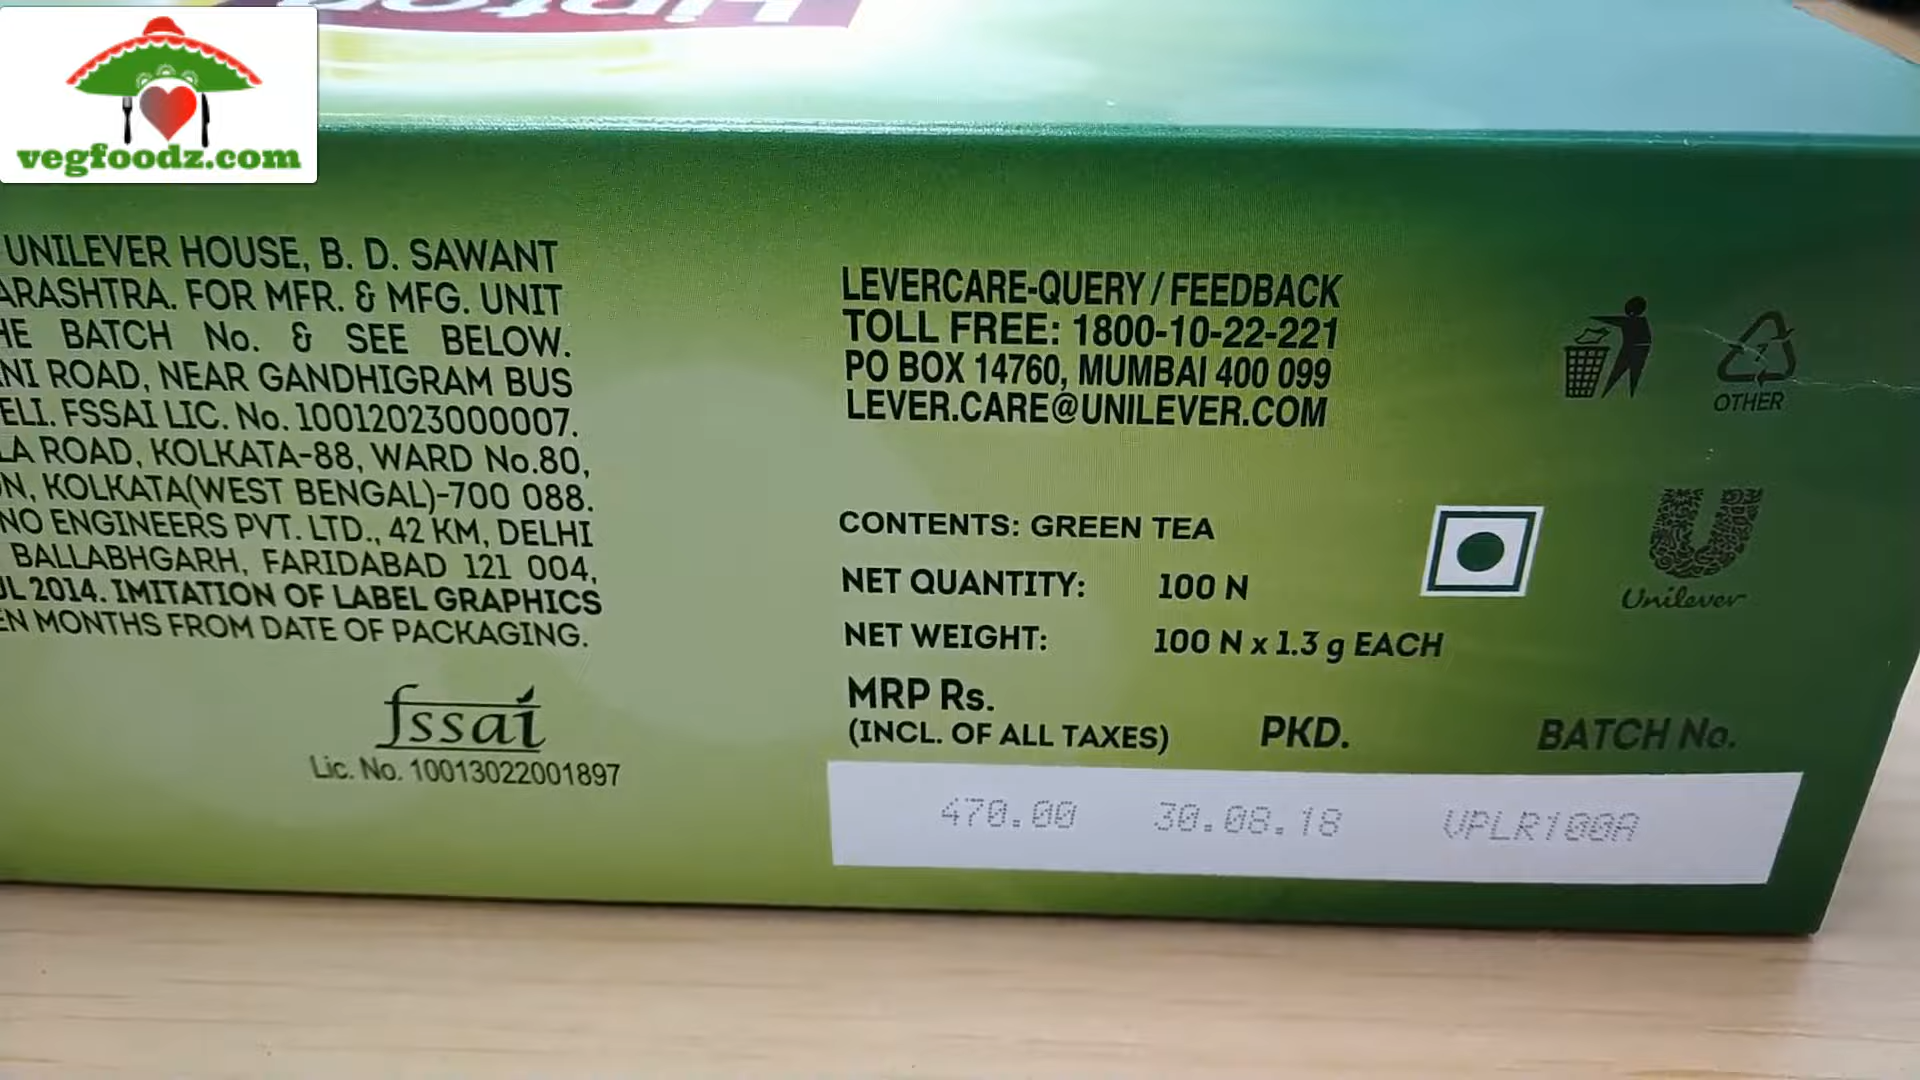 Lipton
vegfoodz.com
UNILEVER HOUSE, B. D. SAWANT
ARASHTRA. FOR MFR. & MFG. UNIT
HE BATCH No. & SEE BELOW.
NI ROAD, NEAR GANDHIGRAM BUS
ELI. FSSAI LIC. No. 10012023000007.
LA ROAD, KOLKATA-88, WARD No.80,
N, KOLKATA(WEST BENGAL)-700 088.
NO ENGINEERS PVT. LTD., 42 KM, DELHI
BALLABHGARH, FARIDABAD 121 004,
JL 2014. IMITATION OF LABEL GRAPHICS
EN MONTHS FROM DATE OF PACKAGING.
fssai
Lic. No. 10013022001897
LEVERCARE-QUERY / FEEDBACK
TOLL FREE: 1800-10-22-221
PO BOX 14760, MUMBAI 400 099
LEVER.CARE@UNILEVER.COM
OTHER
CONTENTS: GREEN TEA
NET QUANTITY: 100 N
NET WEIGHT: 100 N x 1.3 g EACH
Unilever
MRP Rs.
(INCL. OF ALL TAXES) PKD. BATCH No.
470.00 30.08.18 VPLR100A